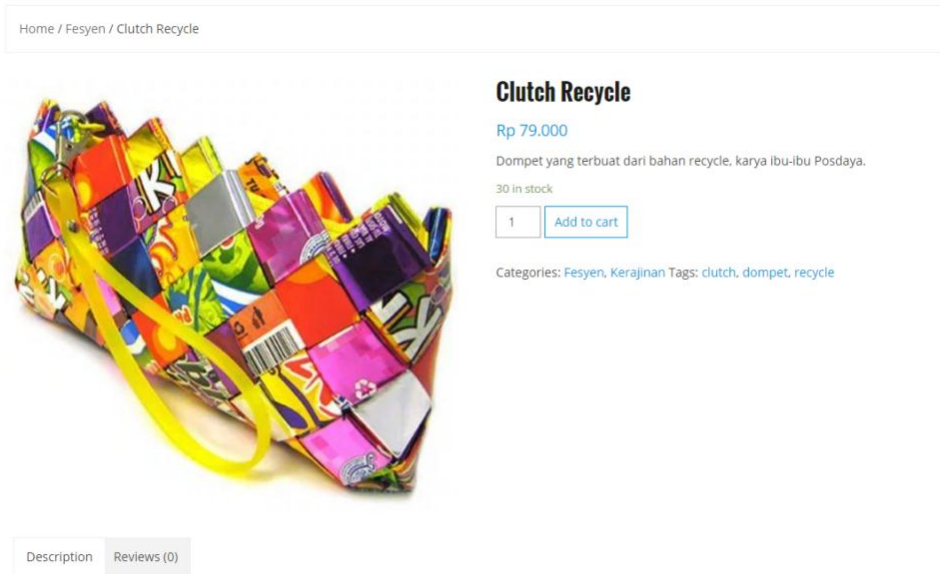 Home / Fesyen / Clutch Recycle
Clutch Recycle
Rp 79.000
Dompet yang terbuat dari bahan recycle, karya ibu-ibu Posdaya.
30 in stock
1
Add to cart
Categories: Fesyen, Kerajinan Tags: clutch, dompet, recycle
Description
Reviews (0)